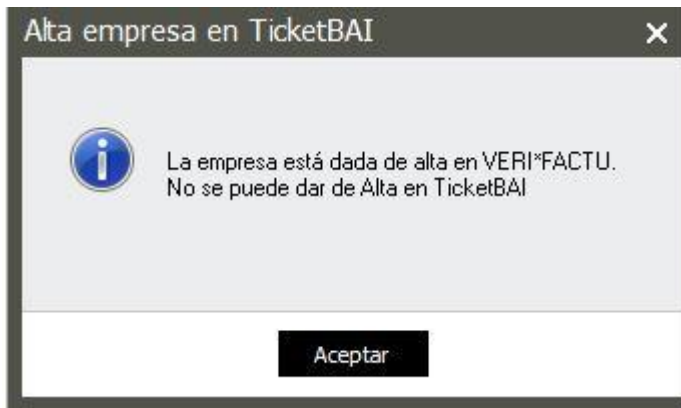 Alta empresa en TicketBAI
La empresa está dada de alta en VERI*FACTU.
No se puede dar de Alta en TicketBAI
Aceptar